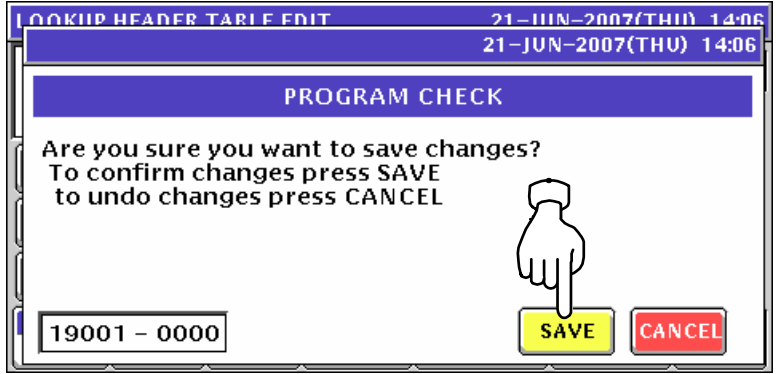 LOOKUP HEADER TABLE EDIT 21-JUN-2007(THU) 14:06
21-JUN-2007(THU) 14:06
PROGRAM CHECK
Are you sure you want to save changes?
To confirm changes press SAVE
to undo changes press CANCEL
19001 - 0000 SAVE CANCEL